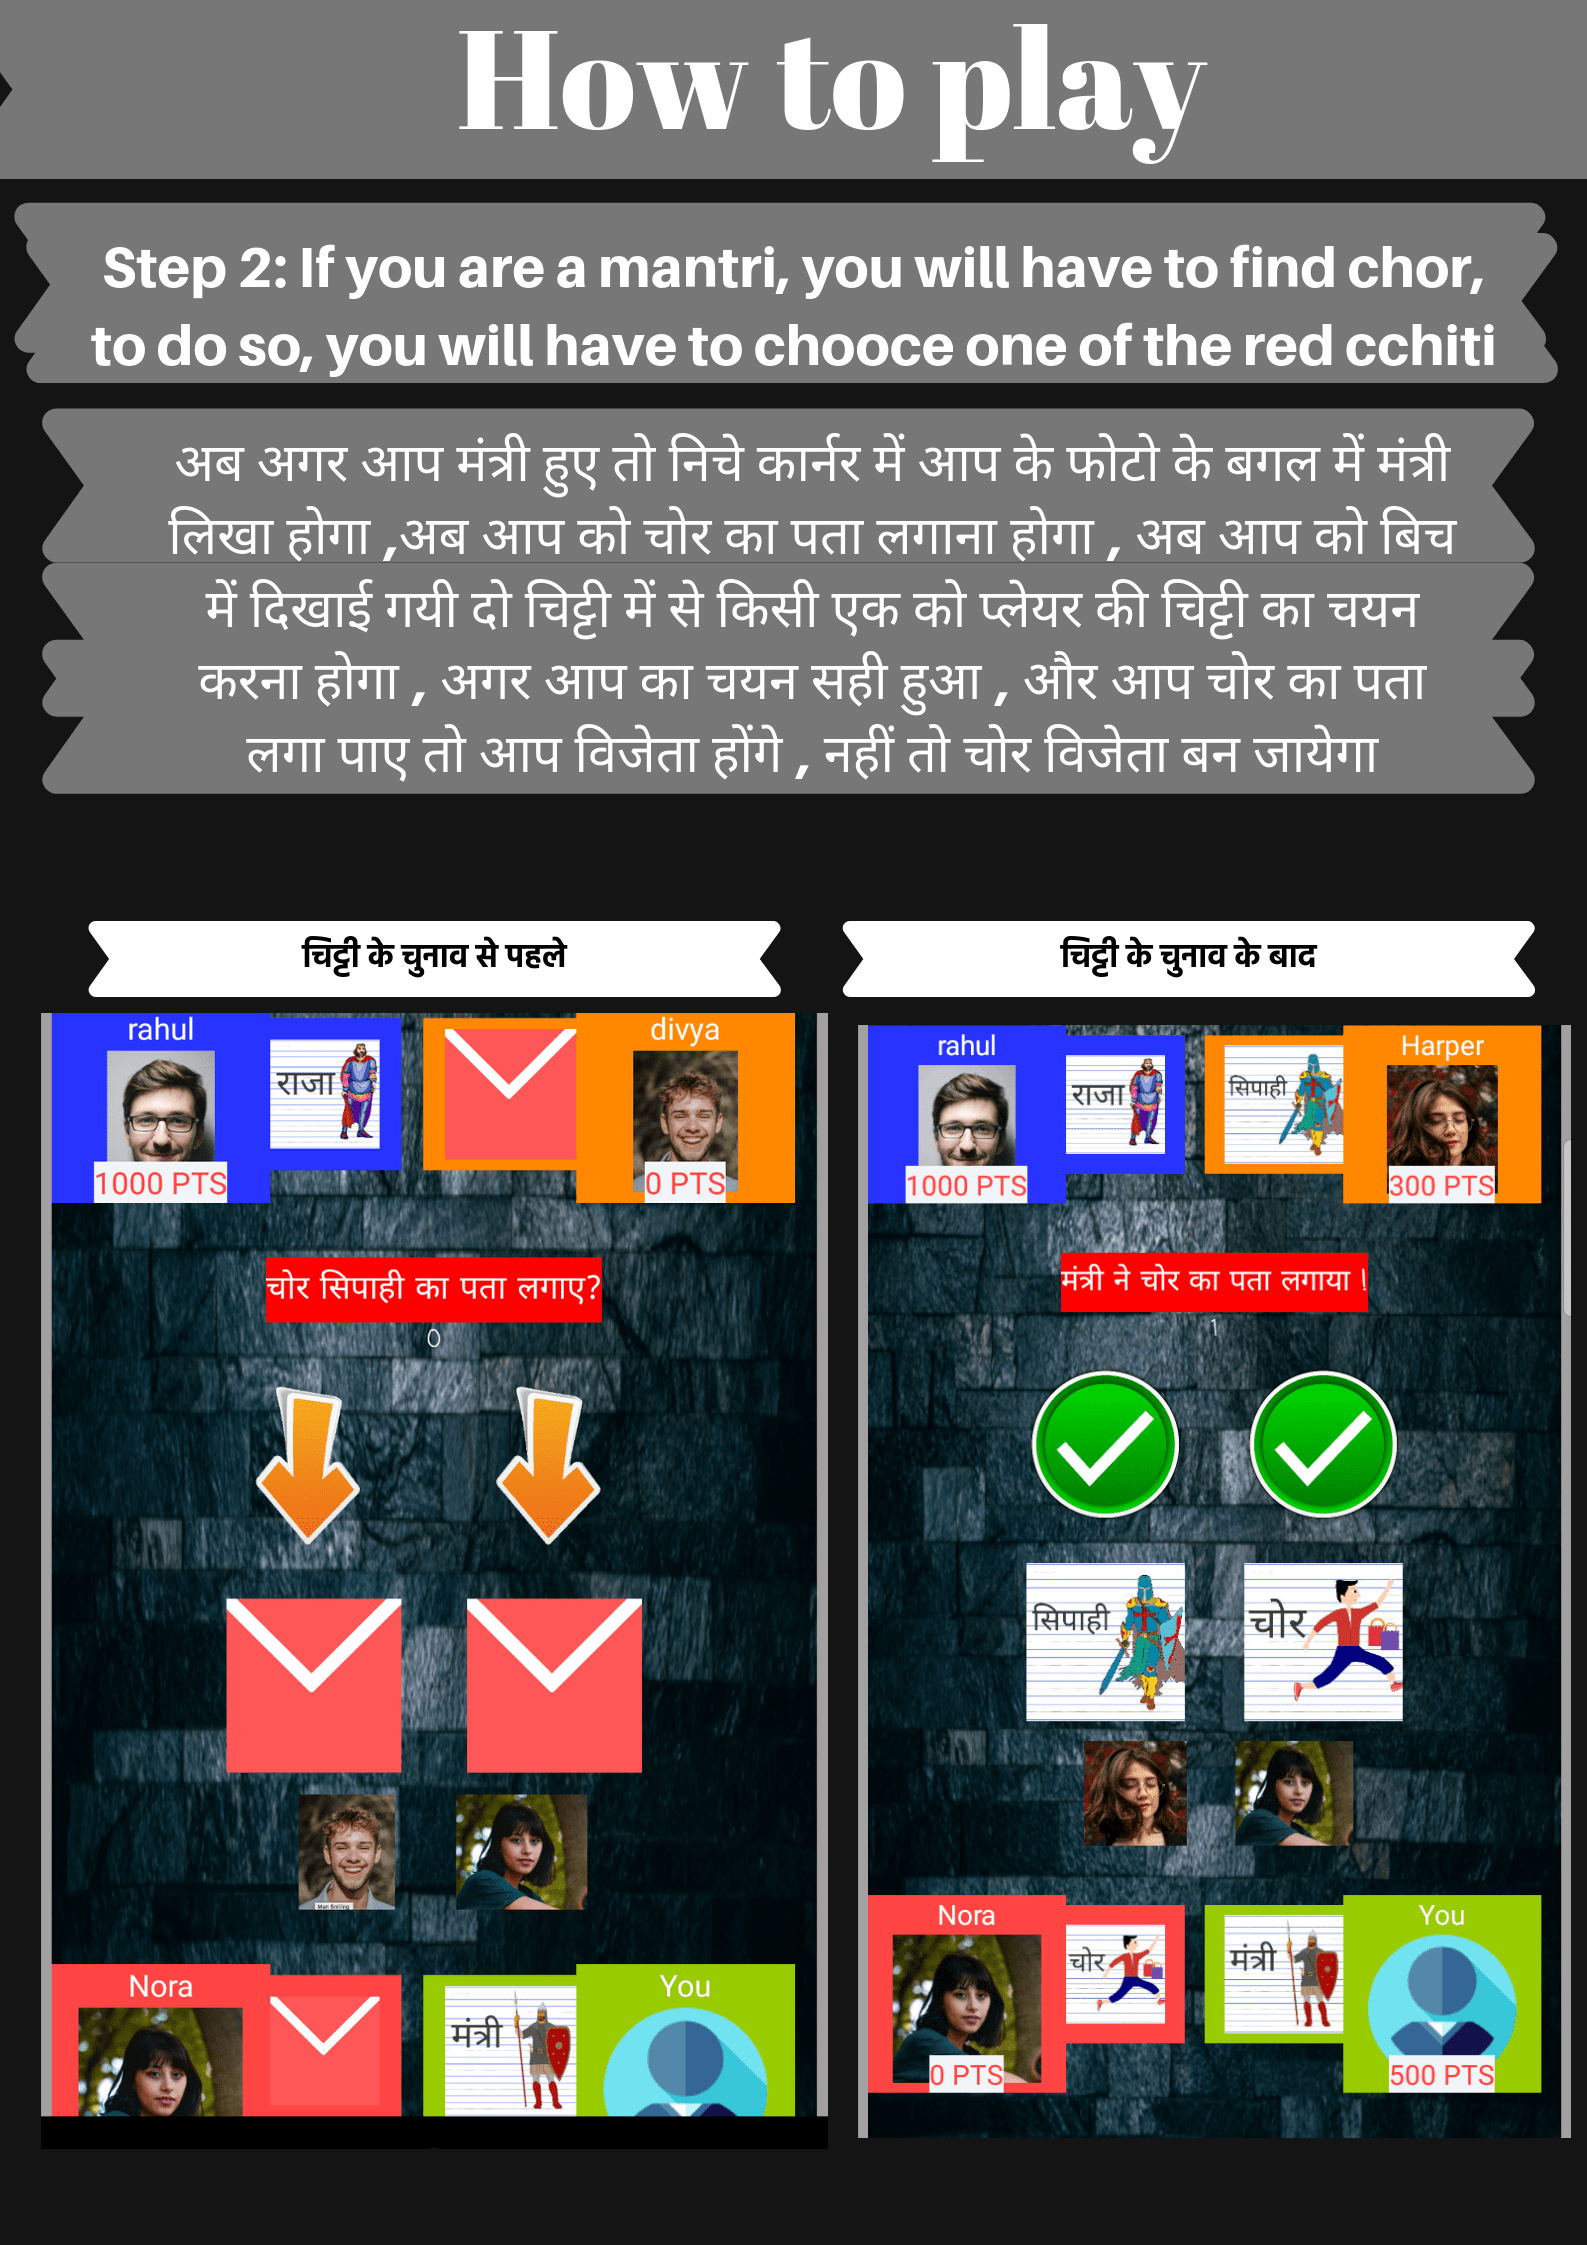 How to play
Step 2: If you are a mantri, you will have to find chor,
to do so, you will have to chooce one of the red cchiti
अब अगर आप मंत्री हुए तो निचे कार्नर में आप के फोटो के बगल में मंत्री
लिखा होगा ,अब आप को चोर का पता लगाना होगा , अब आप को बिच
में दिखाई गयी दो चिट्टी में से किसी एक को प्लेयर की चिट्टी का चयन
करना होगा , अगर आप का चयन सही हुआ , और आप चोर का पता
लगा पाए तो आप विजेता होंगे , नहीं तो चोर विजेता बन जायेगा
चिट्टी के चुनाव से पहले
rahul
राजा
1000 PTS
divya
0 PTS
चोर सिपाही का पता लगाए?
0
Man Smiling
Nora
मंत्री
You
चिट्टी के चुनाव के बाद
rahul
राजा
1000 PTS
सिपाही
Harper
300 PTS
मंत्री ने चोर का पता लगाया !
1
सिपाही
चोर
Nora
चोर
0 PTS
मंत्री
You
500 PTS